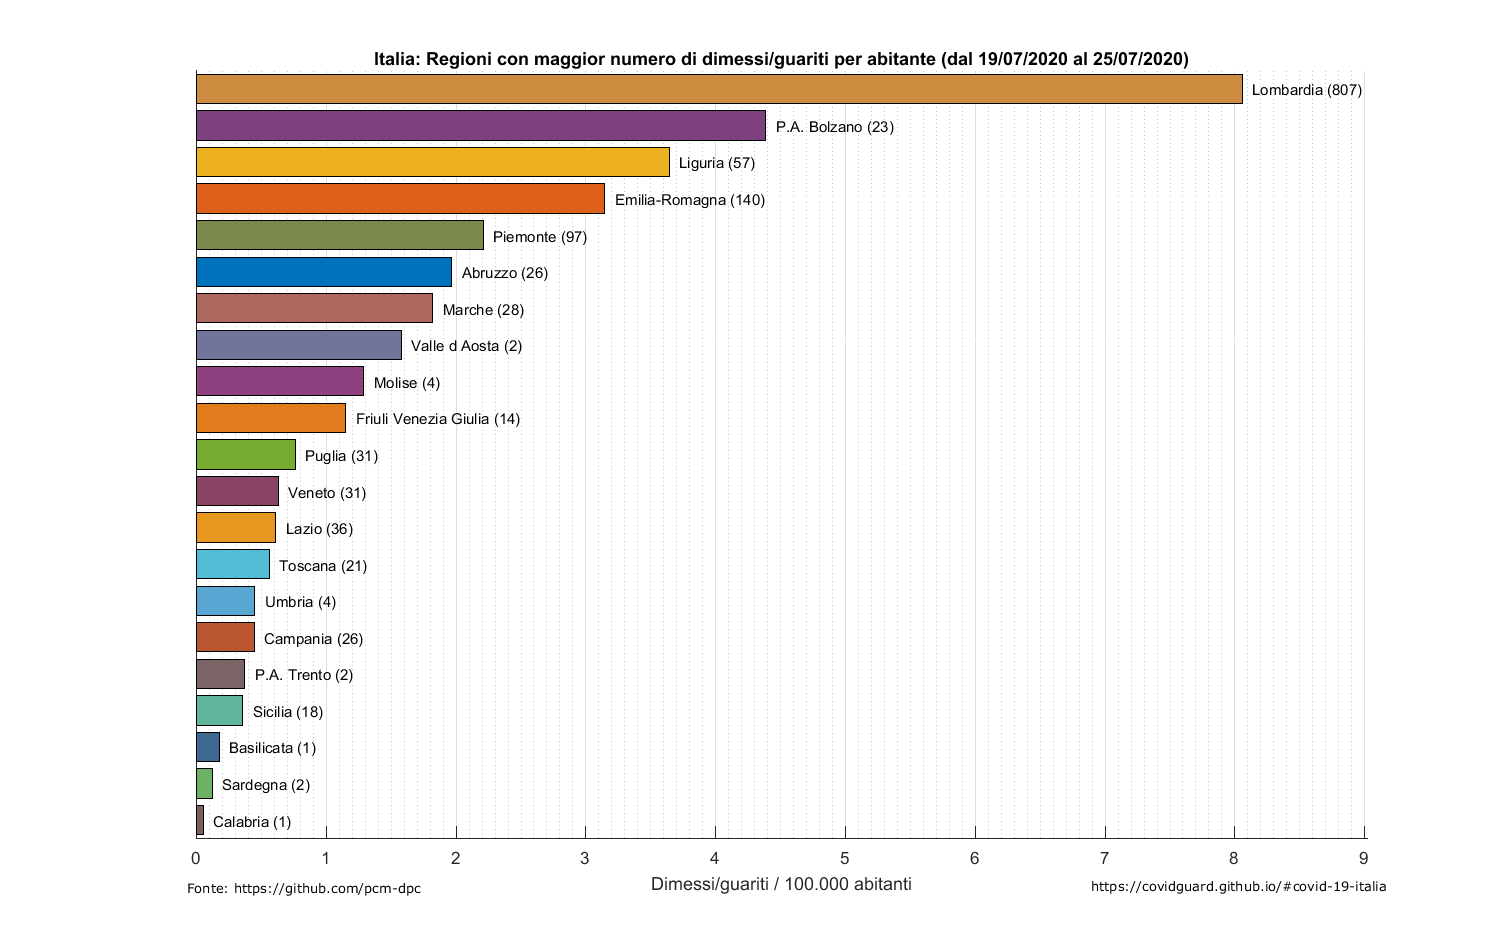 Italia: Regioni con maggior numero di dimessi/guariti per abitante (dal 19/07/2020 al 25/07/2020)
Lombardia (807)
P.A. Bolzano (23)
Liguria (57)
Emilia-Romagna (140)
Piemonte (97)
Abruzzo (26)
Marche (28)
Valle d Aosta (2)
Molise (4)
Friuli Venezia Giulia (14)
Puglia (31)
Veneto (31)
Lazio (36)
Toscana (21)
Umbria (4)
Campania (26)
P.A. Trento (2)
Sicilia (18)
Basilicata (1)
Sardegna (2)
Calabria (1)
0 1 2 3 4 5 6 7 8 9
Dimessi/guariti / 100.000 abitanti
Fonte: https://github.com/pcm-dpc
https://covidguard.github.io/#covid-19-italia